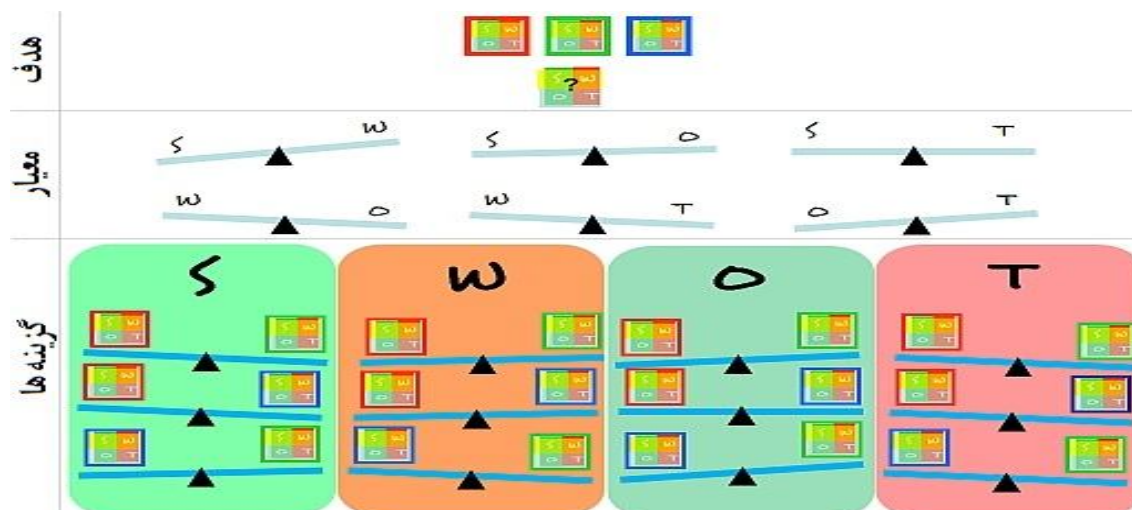 هدف
S W S W S W
O T O T O T
S ? W
O T
معیار
S W S O S T
W O W T O T
گزینه ها
S W O T
S W S W S W S W S W S W S W S W
O T O T O T O T O T O T O T O T
S W S W S W S W S W S W S W S W
O T O T O T O T O T O T O T O T
S W S W S W S W S W S W S W S W
O T O T O T O T O T O T O T O T